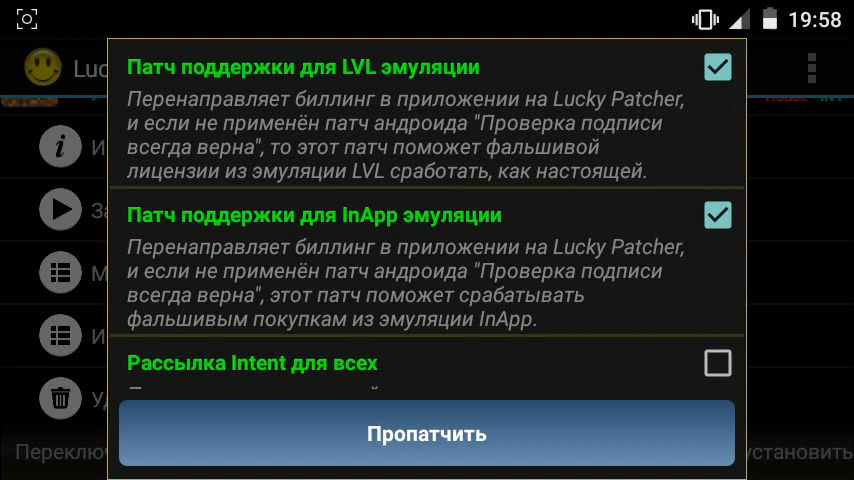 19:58
Патч поддержки для LVL эмуляции
Перенаправляет биллинг в приложении на Lucky Patcher,
и если не применён патч андроида "Проверка подписи
всегда верна", то этот патч поможет фальшивой
лицензии из эмуляции LVL сработать, как настоящей.
Патч поддержки для InApp эмуляции
Перенаправляет биллинг в приложении на Lucky Patcher,
и если не применён патч андроида "Проверка подписи
всегда верна", этот патч поможет срабатывать
фальшивым покупкам из эмуляции InApp.
Рассылка Intent для всех
Пропатчить